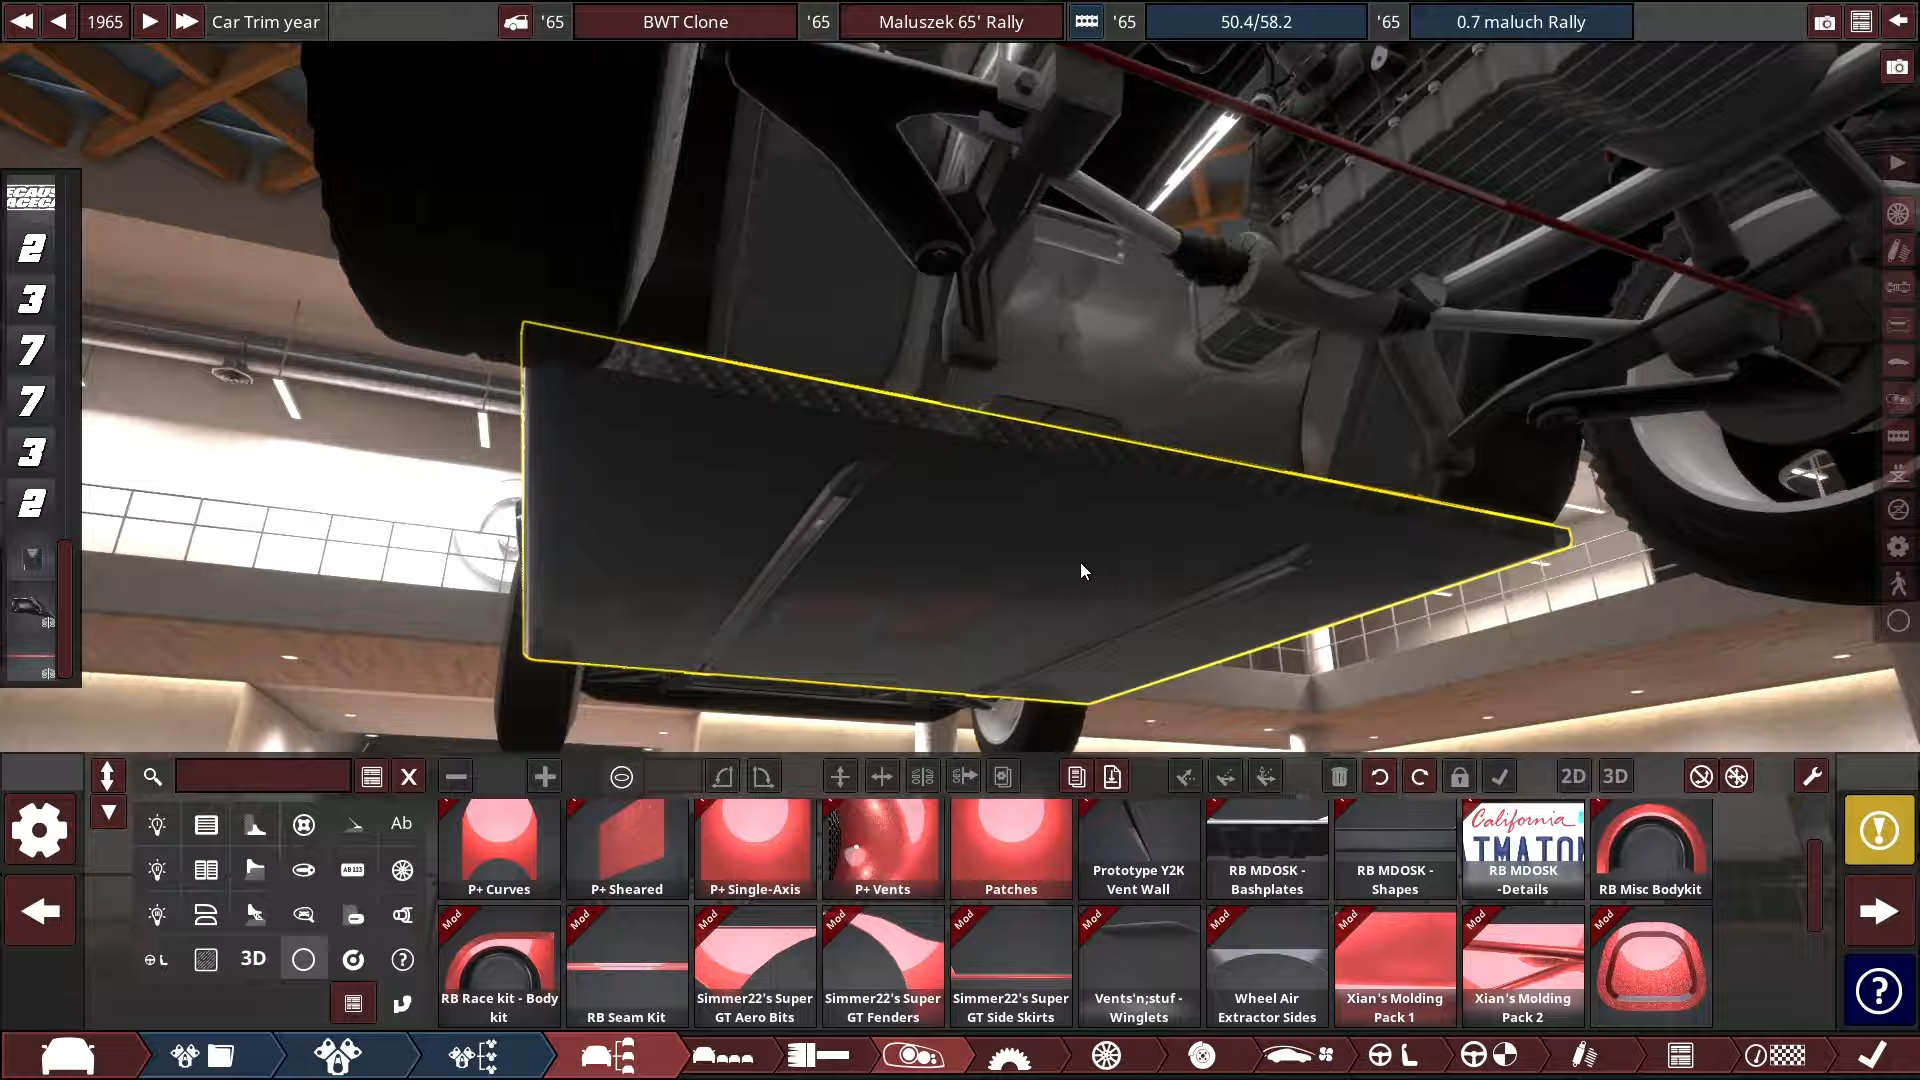 1965
Car Trim year
'65
BWT Clone
'65
Maluszek 65' Rally
'65
50.4/58.2
'65
0.7 maluch Rally
2
3
7
7
3
2
2D
3D
Ab
AB 123
3D
P+ Curves
P+ Sheared
P+ Single-Axis
P+ Vents
Patches
Prototype Y2K
Vent Wall
RB MDOSK -
Bashplates
RB MDOSK -
Shapes
California
RB MDOSK
-Details
RB Misc Bodykit
Mod
RB Race kit - Body
kit
Mod
RB Seam Kit
Mod
Simmer22's Super
GT Aero Bits
Mod
Simmer22's Super
GT Fenders
Mod
Simmer22's Super
GT Side Skirts
Mod
Vents'n;stuf -
Winglets
Mod
Wheel Air
Extractor Sides
Mod
Xian's Molding
Pack 1
Mod
Xian's Molding
Pack 2
Mod